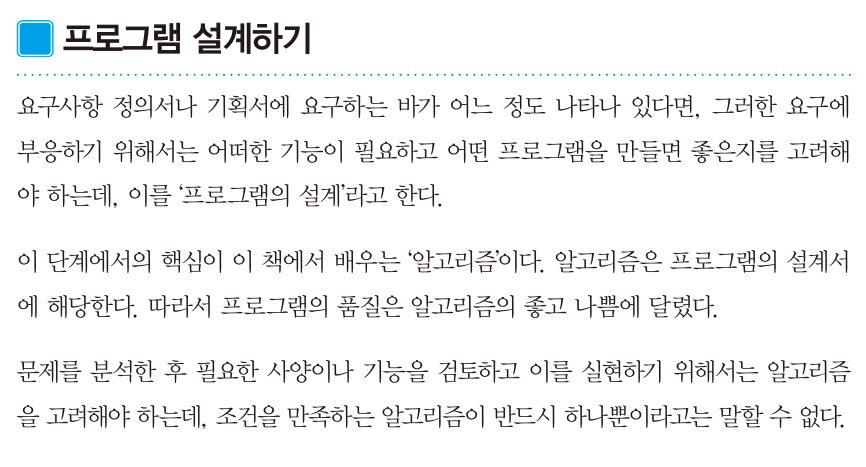 프로그램 설계하기
요구사항 정의서나 기획서에 요구하는 바가 어느 정도 나타나 있다면, 그러한 요구에
부응하기 위해서는 어떠한 기능이 필요하고 어떤 프로그램을 만들면 좋은지를 고려해
야 하는데, 이를 ‘프로그램의 설계’라고 한다.
이 단계에서의 핵심이 이 책에서 배우는 ‘알고리즘’이다. 알고리즘은 프로그램의 설계서
에 해당한다. 따라서 프로그램의 품질은 알고리즘의 좋고 나쁨에 달렸다.
문제를 분석한 후 필요한 사양이나 기능을 검토하고 이를 실현하기 위해서는 알고리즘
을 고려해야 하는데, 조건을 만족하는 알고리즘이 반드시 하나뿐이라고는 말할 수 없다.